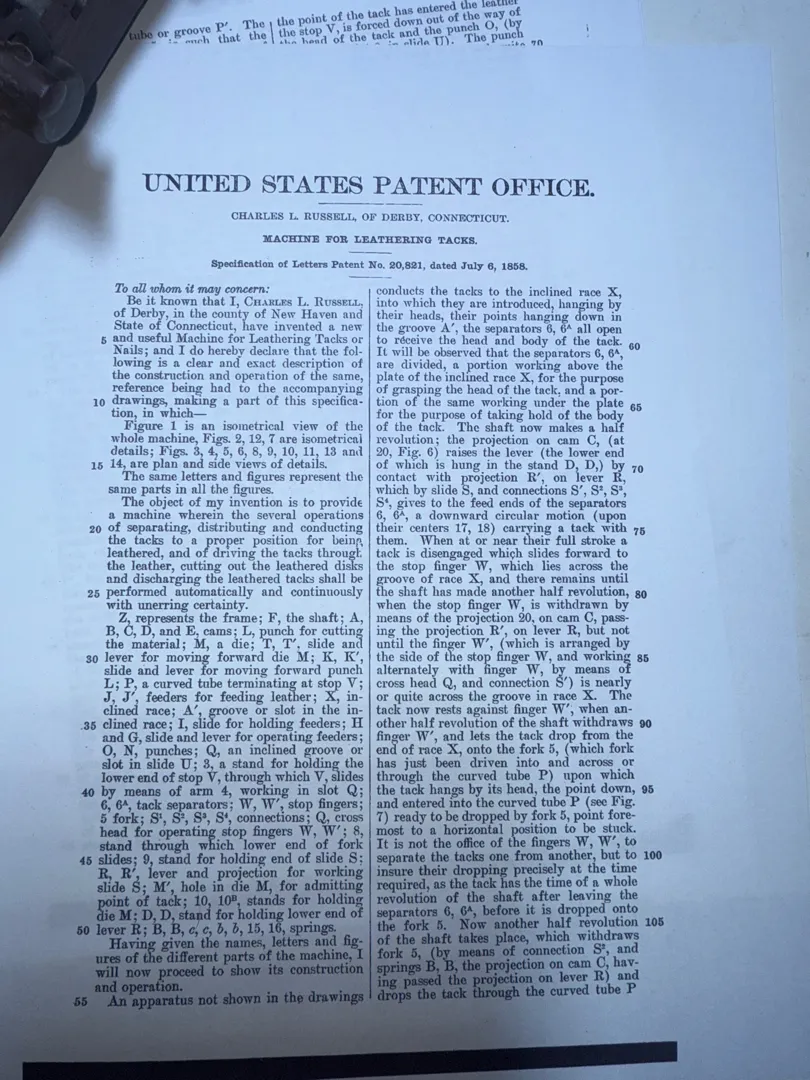 tube or groove P′. The
such that the
the point of the tack has entered the leather
the stop V, is forced down out of the way of
the head of the tack and the punch O, (by
slide U). The punch
70
UNITED STATES PATENT OFFICE.
CHARLES L. RUSSELL, OF DERBY, CONNECTICUT.
MACHINE FOR LEATHERING TACKS.
Specification of Letters Patent No. 20,821, dated July 6, 1858.
To all whom it may concern:
Be it known that I, CHARLES L. RUSSELL,
of Derby, in the county of New Haven and
State of Connecticut, have invented a new
5 and useful Machine for Leathering Tacks or
Nails; and I do hereby declare that the fol-
lowing is a clear and exact description of
the construction and operation of the same,
reference being had to the accompanying
10 drawings, making a part of this specifica-
tion, in which—
Figure 1 is an isometrical view of the
whole machine, Figs. 2, 12, 7 are isometrical
details; Figs. 3, 4, 5, 6, 8, 9, 10, 11, 13 and
15 14, are plan and side views of details.
The same letters and figures represent the
same parts in all the figures.
The object of my invention is to provide
a machine wherein the several operations
20 of separating, distributing and conducting
the tacks to a proper position for being
leathered, and of driving the tacks through
the leather, cutting out the leathered disks
and discharging the leathered tacks shall be
25 performed automatically and continuously
with unerring certainty.
Z, represents the frame; F, the shaft; A,
B, C, D, and E, cams; L, punch for cutting
the material; M, a die; T, T′, slide and
30 lever for moving forward die M; K, K′,
slide and lever for moving forward punch
L; P, a curved tube terminating at stop V;
J, J′, feeders for feeding leather; X, in-
clined race; A′, groove or slot in the in-
35 clined race; I, slide for holding feeders; H
and G, slide and lever for operating feeders;
O, N, punches; Q, an inclined groove or
slot in slide U; 3, a stand for holding the
lower end of stop V, through which V, slides
40 by means of arm 4, working in slot Q;
6, 6ᴬ, tack separators; W, W′, stop fingers;
5 fork; S¹, S², S³, S⁴, connections; Q, cross
head for operating stop fingers W, W′; 8,
stand through which lower end of fork
45 slides; 9, stand for holding end of slide S;
R, R′, lever and projection for working
slide S; M′, hole in die M, for admitting
point of tack; 10, 10ᴮ, stands for holding
die M; D, D, stand for holding lower end of
50 lever R; B, B, c, c, b, b, 15, 16, springs.
Having given the names, letters and fig-
ures of the different parts of the machine, I
will now proceed to show its construction
and operation.
55 An apparatus not shown in the drawings
conducts the tacks to the inclined race X,
into which they are introduced, hanging by
their heads, their points hanging down in
the groove A′, the separators 6, 6ᴬ all open
to receive the head and body of the tack. 60
It will be observed that the separators 6, 6ᴬ,
are divided, a portion working above the
plate of the inclined race X, for the purpose
of grasping the head of the tack, and a por-
tion of the same working under the plate 65
for the purpose of taking hold of the body
of the tack. The shaft now makes a half
revolution; the projection on cam C, (at
20, Fig. 6) raises the lever (the lower end
of which is hung in the stand D, D,) by 70
contact with projection R′, on lever R,
which by slide S, and connections S′, S², S³,
S⁴, gives to the feed ends of the separators
6, 6ᴬ, a downward circular motion (upon
their centers 17, 18) carrying a tack with 75
them. When at or near their full stroke a
tack is disengaged which slides forward to
the stop finger W, which lies across the
groove of race X, and there remains until
the shaft has made another half revolution, 80
when the stop finger W, is withdrawn by
means of the projection 20, on cam C, pass-
ing the projection R′, on lever R, but not
until the finger W′, (which is arranged by
the side of the stop finger W, and working 85
alternately with finger W, by means of
cross head Q, and connection S′) is nearly
or quite across the groove in race X. The
tack now rests against finger W′, when an-
other half revolution of the shaft withdraws 90
finger W′, and lets the tack drop from the
end of race X, onto the fork 5, (which fork
has just been driven into and across or
through the curved tube P) upon which
the tack hangs by its head, the point down, 95
and entered into the curved tube P (see Fig.
7) ready to be dropped by fork 5, point fore-
most to a horizontal position to be stuck.
It is not the office of the fingers W, W′, to
separate the tacks one from another, but to 100
insure their dropping precisely at the time
required, as the tack has the time of a whole
revolution of the shaft after leaving the
separators 6, 6ᴬ, before it is dropped onto
the fork 5. Now another half revolution 105
of the shaft takes place, which withdraws
fork 5, (by means of connection S², and
springs B, B, the projection on cam C, hav-
ing passed the projection on lever R) and
drops the tack through the curved tube P